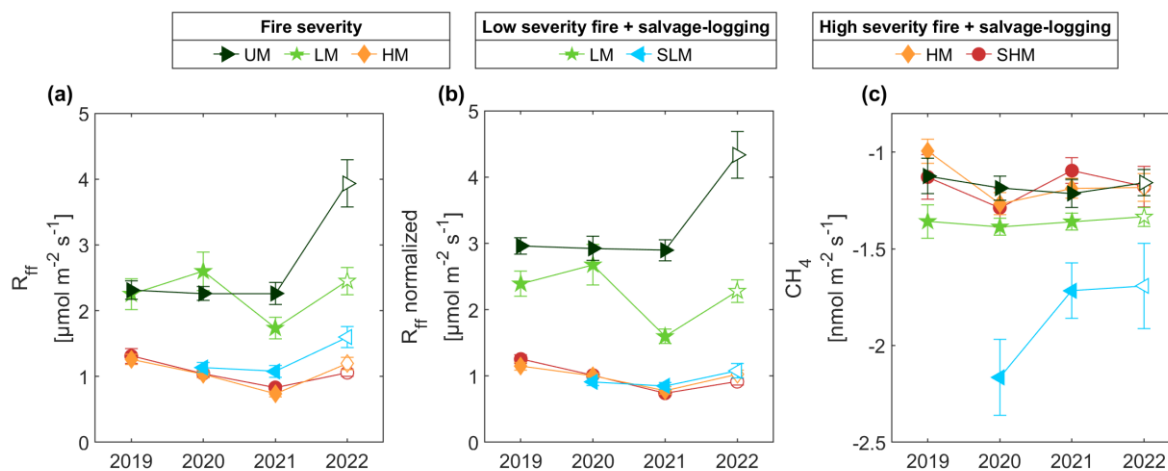 Fire severity
UM LM HM
Low severity fire + salvage-logging
LM SLM
High severity fire + salvage-logging
HM SHM
(a)
R_ff
[µmol m⁻² s⁻¹]
5
4
3
2
1
0
2019 2020 2021 2022
(b)
R_ff normalized
[µmol m⁻² s⁻¹]
5
4
3
2
1
0
2019 2020 2021 2022
(c)
CH₄
[nmol m⁻² s⁻¹]
-1
-1.5
-2
-2.5
2019 2020 2021 2022